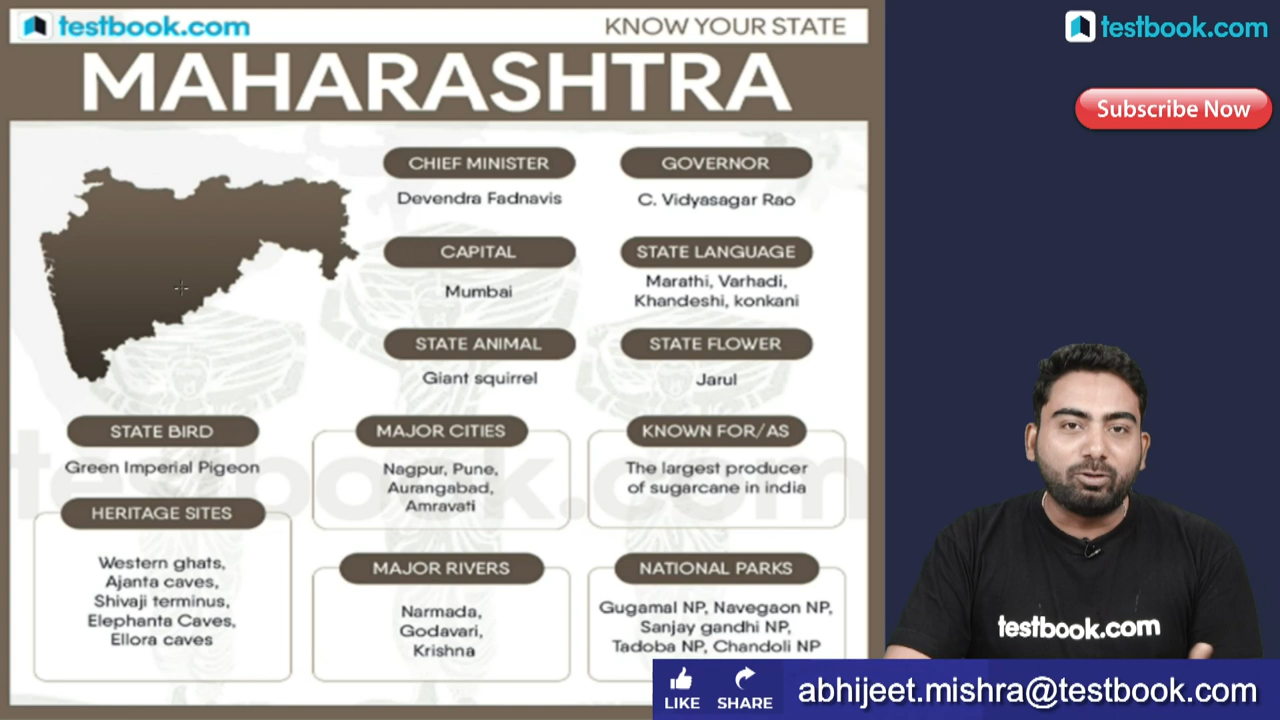 testbook.com
KNOW YOUR STATE
testbook.com
MAHARASHTRA
Subscribe Now
CHIEF MINISTER
Devendra Fadnavis
GOVERNOR
C. Vidyasagar Rao
CAPITAL
Mumbai
STATE LANGUAGE
Marathi, Varhadi,
Khandeshi, konkani
STATE ANIMAL
Giant squirrel
STATE FLOWER
Jarul
STATE BIRD
Green Imperial Pigeon
MAJOR CITIES
Nagpur, Pune,
Aurangabad,
Amravati
KNOWN FOR/AS
The largest producer
of sugarcane in india
HERITAGE SITES
Western ghats,
Ajanta caves,
Shivaji terminus,
Elephanta Caves,
Ellora caves
MAJOR RIVERS
Narmada,
Godavari,
Krishna
NATIONAL PARKS
Gugamal NP, Navegaon NP,
Sanjay gandhi NP,
Tadoba NP, Chandoli NP
testbook.com
testbook.com
LIKE
SHARE
abhijeet.mishra@testbook.com